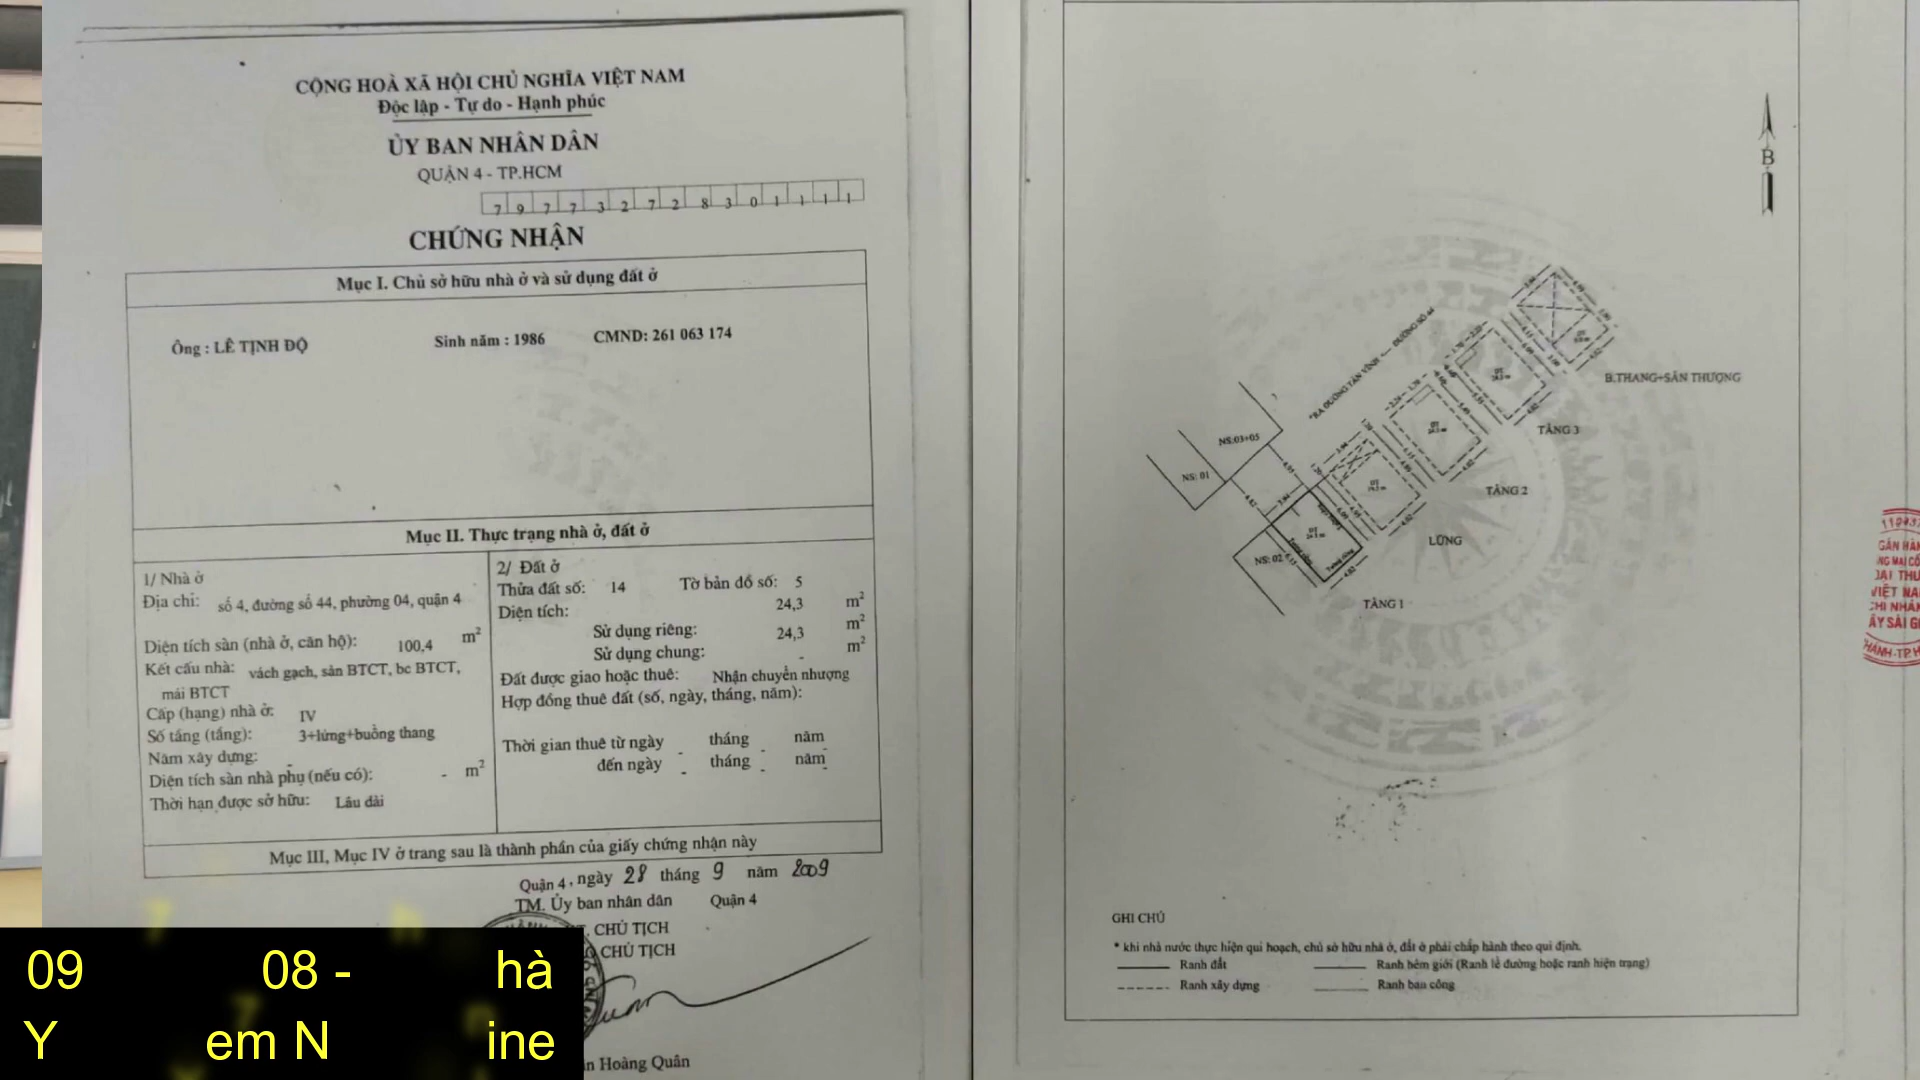 CỘNG HOÀ XÃ HỘI CHỦ NGHĨA VIỆT NAM
Độc lập - Tự do - Hạnh phúc
ỦY BAN NHÂN DÂN
QUẬN 4 - TP.HCM
7 9 7 7 3 2 7 2 8 3 0 1 1 1 1
CHỨNG NHẬN
Mục I. Chủ sở hữu nhà ở và sử dụng đất ở
Ông : LÊ TỊNH ĐỘ Sinh năm : 1986 CMND: 261 063 174
Mục II. Thực trạng nhà ở, đất ở
1/ Nhà ở
Địa chỉ: số 4, đường số 44, phường 04, quận 4
Diện tích sàn (nhà ở, căn hộ): 100,4 m2
Kết cấu nhà: vách gạch, sàn BTCT, bc BTCT,
mái BTCT
Cấp (hạng) nhà ở: IV
Số tầng (tầng): 3+lửng+buồng thang
Năm xây dựng: -
Diện tích sàn nhà phụ (nếu có): - m2
Thời hạn được sở hữu: Lâu dài
2/ Đất ở
Thửa đất số: 14 Tờ bản đồ số: 5
Diện tích: 24,3 m2
Sử dụng riêng: 24,3 m2
Sử dụng chung: - m2
Đất được giao hoặc thuê: Nhận chuyển nhượng
Hợp đồng thuê đất (số, ngày, tháng, năm):
Thời gian thuê từ ngày - tháng - năm
đến ngày - tháng - năm -
Mục III, Mục IV ở trang sau là thành phần của giấy chứng nhận này
Quận 4, ngày 28 tháng 9 năm 2009
TM. Ủy ban nhân dân Quận 4
CHỦ TỊCH
CHỦ TỊCH
Hoàng Quân
09 08 - hà
Y em N ine
B
*RA ĐƯỜNG TÂN VĨNH ĐƯỜNG SỐ 44
B.THANG+SÂN THƯỢNG
TẦNG 3
TẦNG 2
LỬNG
TẦNG 1
NS:03+05
NS: 01
NS: 02
GHI CHÚ
* khi nhà nước thực hiện qui hoạch, chủ sở hữu nhà ở, đất ở phải chấp hành theo qui định.
Ranh đất Ranh hẻm giới (Ranh lề đường hoặc ranh hiện trạng)
Ranh xây dựng Ranh ban công